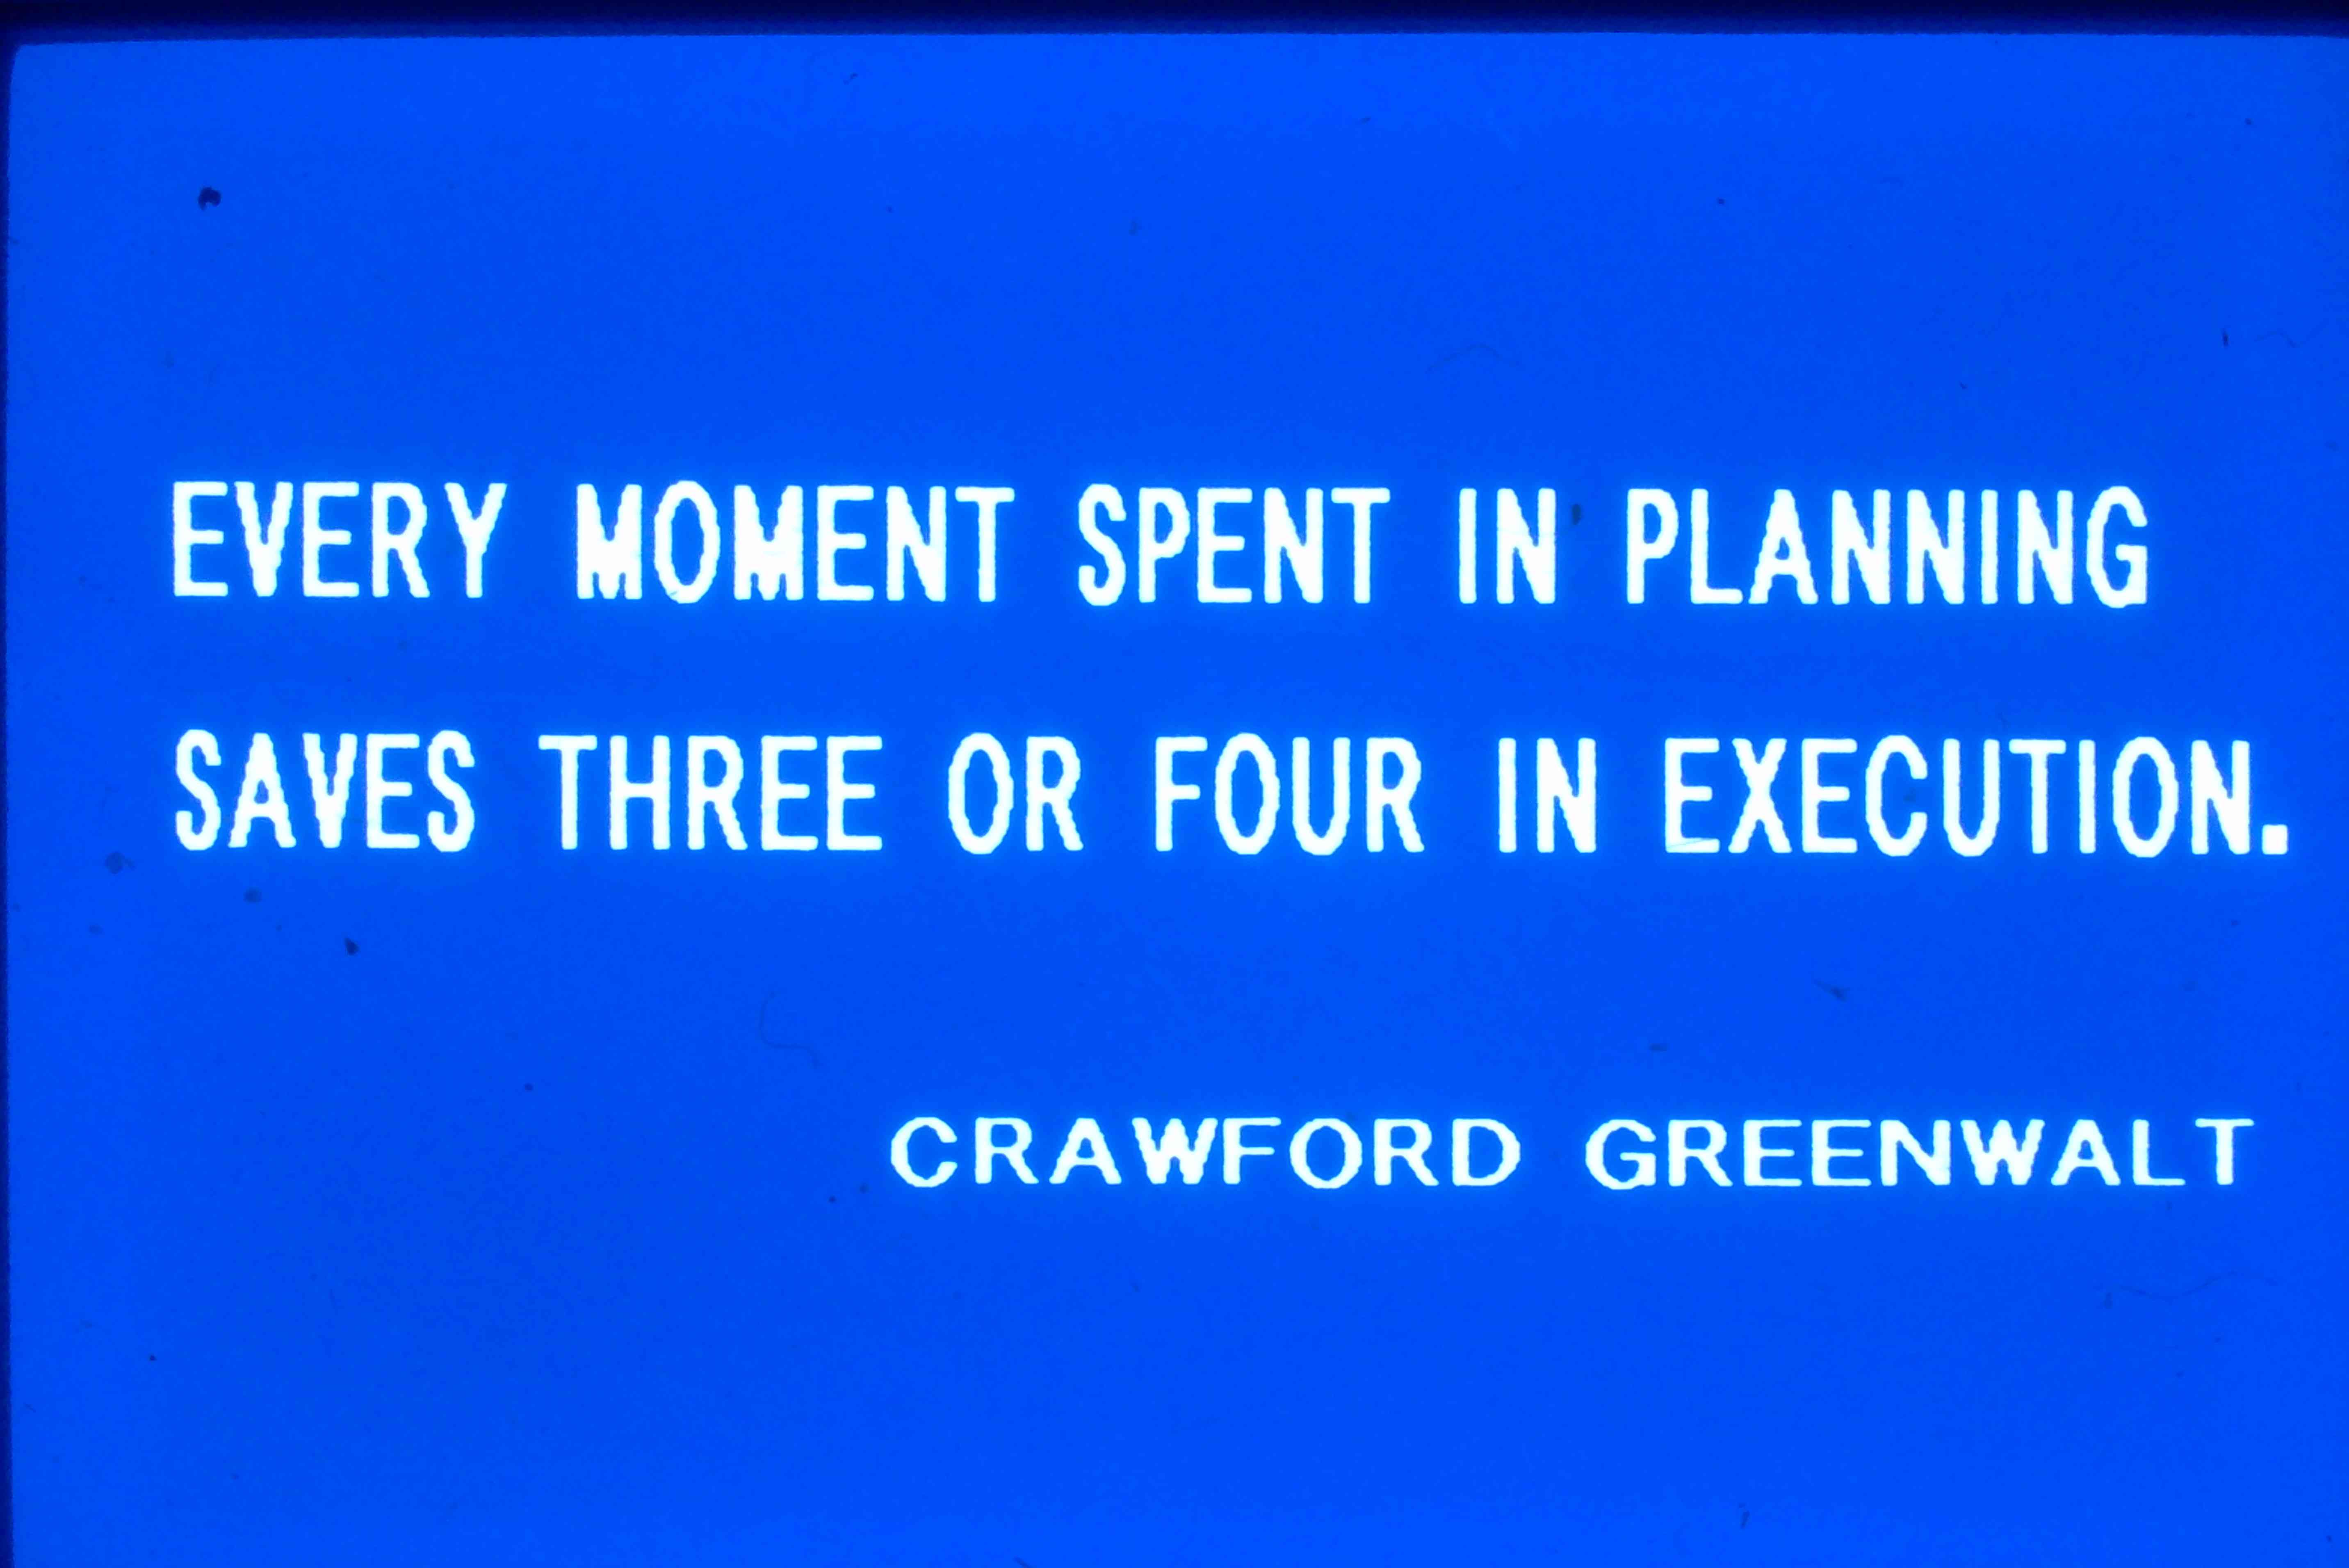 EVERY MOMENT SPENT IN PLANNING
SAVES THREE OR FOUR IN EXECUTION.
CRAWFORD GREENWALT